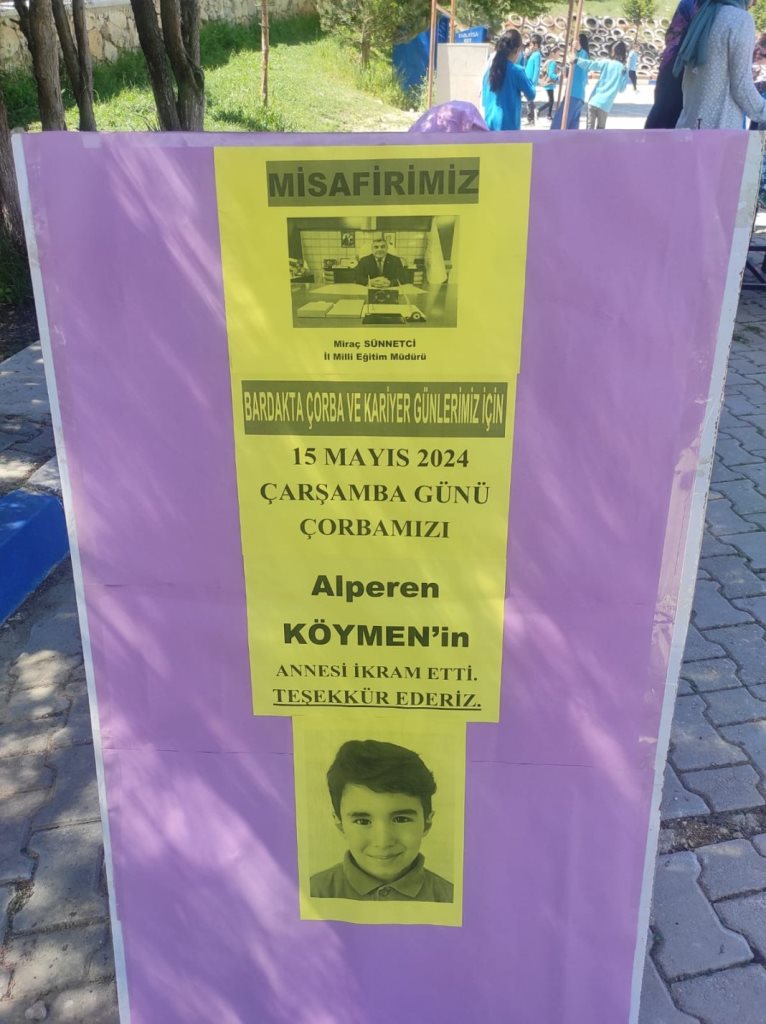 MİSAFİRİMİZ
Miraç SÜNNETCİ
İl Milli Eğitim Müdürü
BARDAKTA ÇORBA VE KARİYER GÜNLERİMİZ İÇİN
15 MAYIS 2024
ÇARŞAMBA GÜNÜ
ÇORBAMIZI
Alperen
KÖYMEN’in
ANNESİ İKRAM ETTİ.
TEŞEKKÜR EDERİZ.